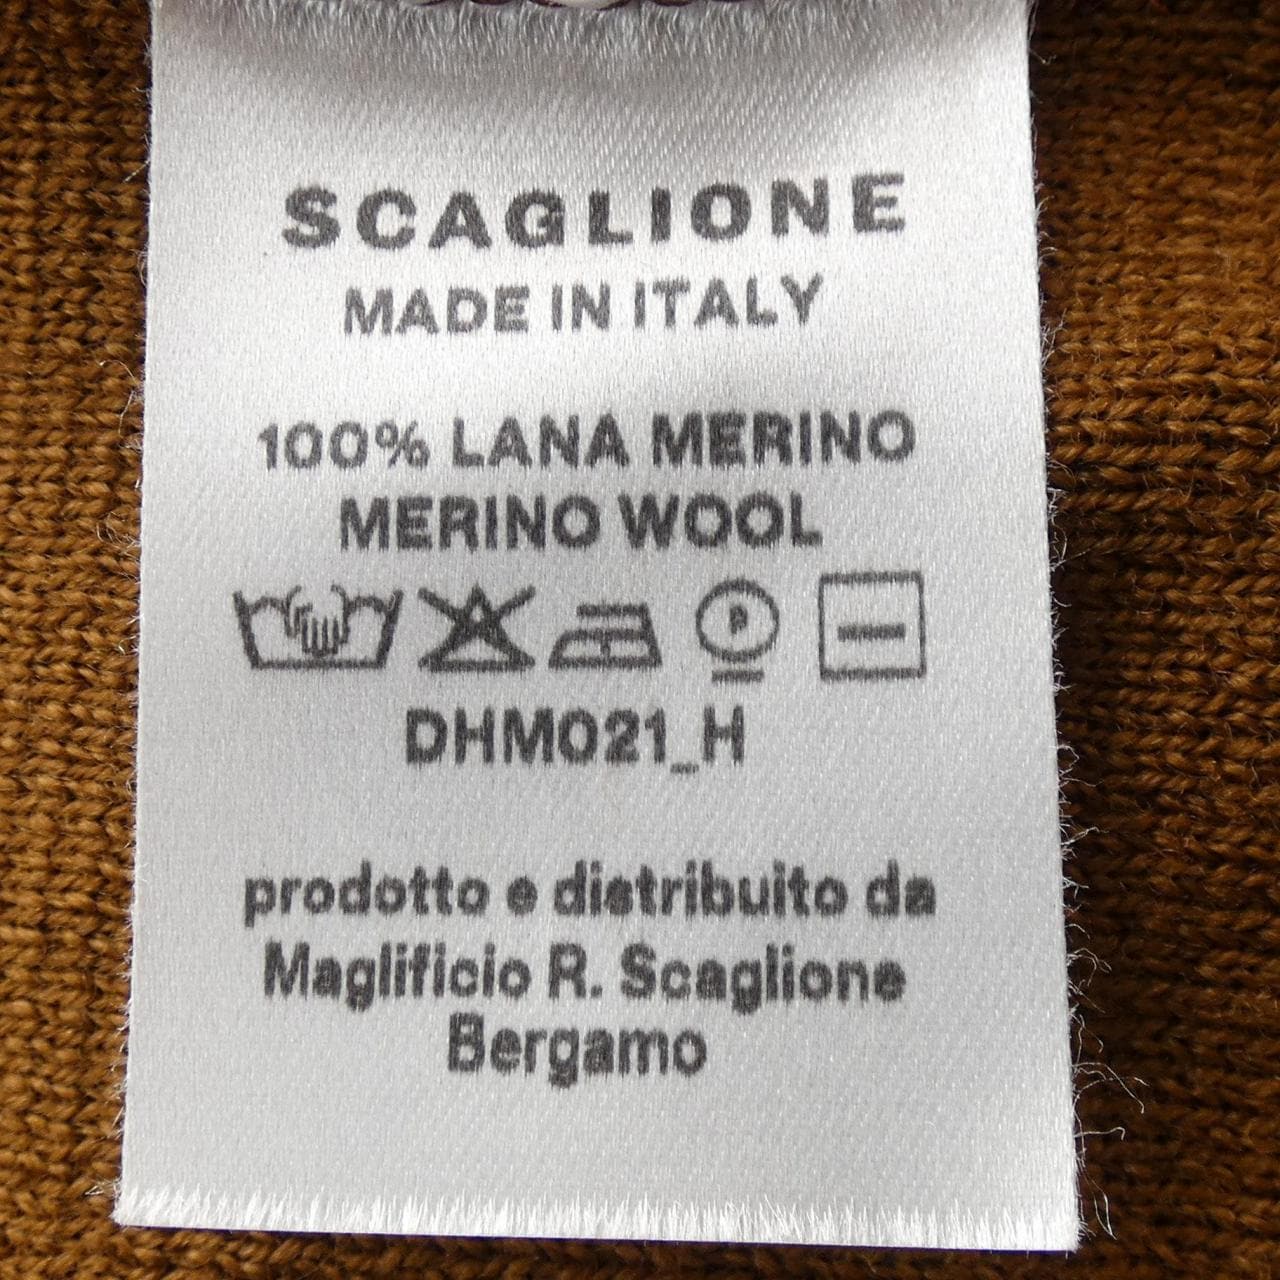 SCAGLIONE
MADE IN ITALY
100% LANA MERINO
MERINO WOOL
P
DHM021_H
prodotto e distribuito da
Maglificio R. Scaglione
Bergamo